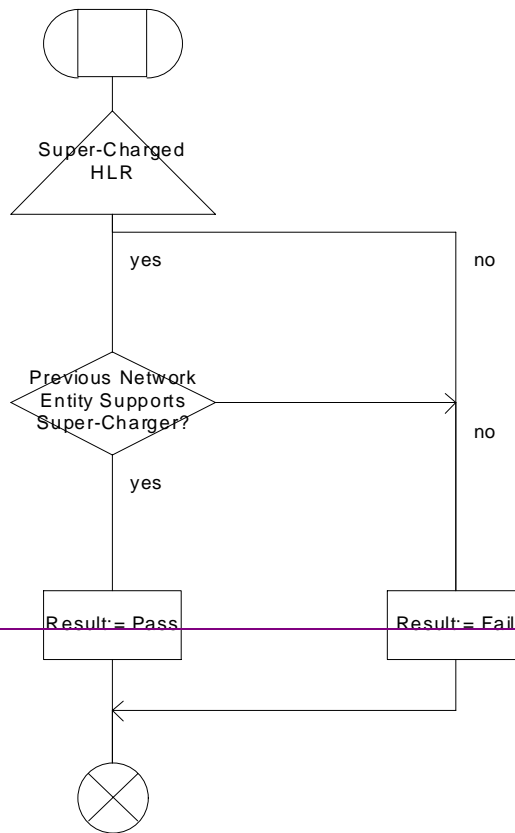 Super-Charged
HLR
yes
no
Previous Network
Entity Supports
Super-Charger?
no
yes
Result:= Pass
Result:= Fail